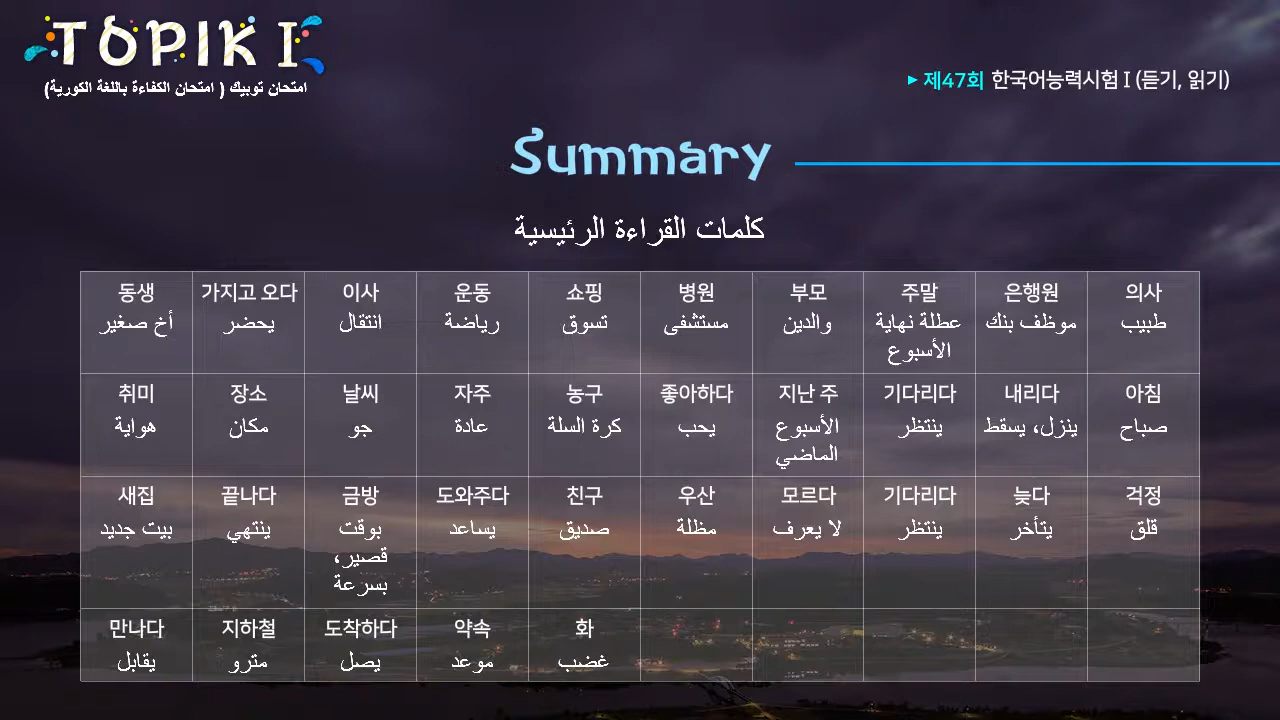 TOPIK I
امتحان توبيك ( امتحان الكفاءة باللغة الكورية)
▶ 제47회 한국어능력시험 I (듣기, 읽기)
Summary
كلمات القراءة الرئيسية
동생 가지고 오다 이사 운동 쇼핑 병원 부모 주말 은행원 의사
أخ صغير يحضر انتقال رياضة تسوق مستشفى والدين عطلة نهاية موظف بنك طبيب
الأسبوع
취미 장소 날씨 자주 농구 좋아하다 지난 주 기다리다 내리다 아침
هواية مكان جو عادة كرة السلة يحب الأسبوع ينتظر ينزل، يسقط صباح
الماضي
새집 끝나다 금방 도와주다 친구 우산 모르다 기다리다 늦다 걱정
بيت جديد ينتهي بوقت يساعد صديق مظلة لا يعرف ينتظر يتأخر قلق
قصير،
بسرعة
만나다 지하철 도착하다 약속 화
يقابل مترو يصل موعد غضب